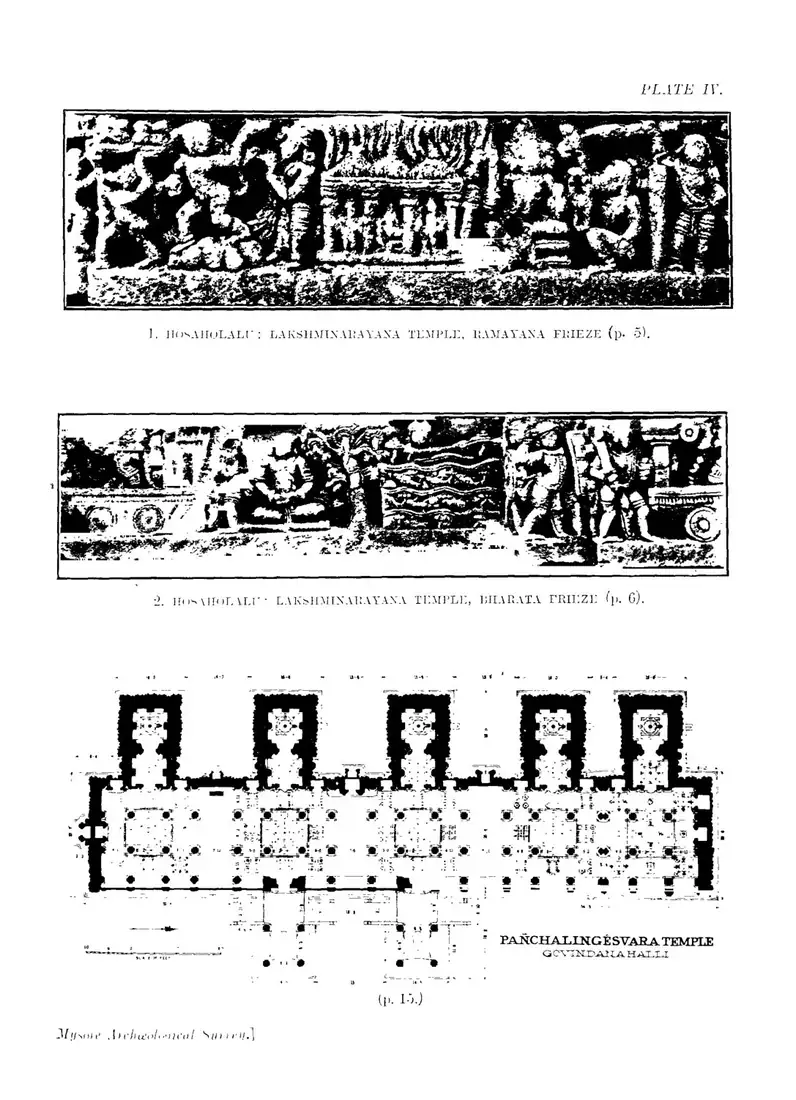 PLATE IV.
1. HOSAHOLALU: LAKSHMINARAYANA TEMPLE, RAMAYANA FRIEZE (p. 5).
2. HOSAHOLALU: LAKSHMINARAYANA TEMPLE, BHARATA FRIEZE (p. 6).
PAÑCHALINGĒSVARA TEMPLE
GOVINDANAHALLI
(p. 15.)
Mysore Archæological Survey.]